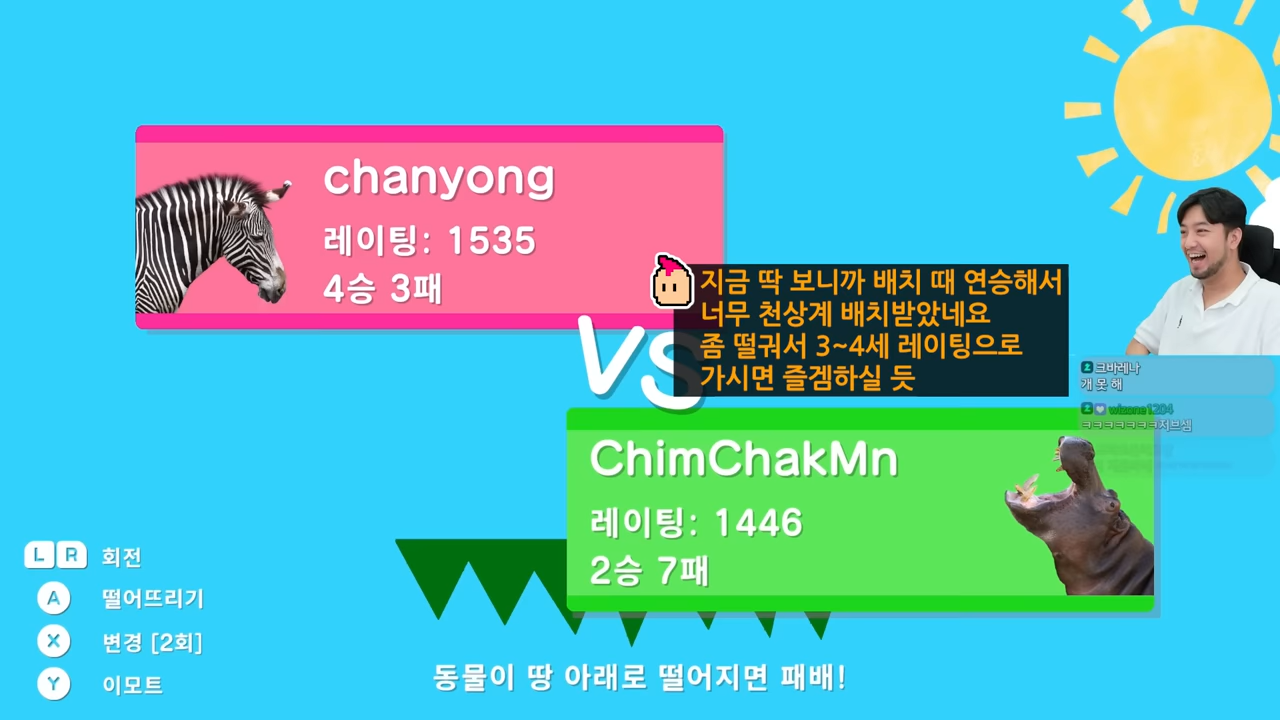 chanyong
레이팅: 1535
4승 3패
VS
지금 딱 보니까 배치 때 연승해서
너무 천상계 배치받았네요
좀 떨궈서 3~4세 레이팅으로
가시면 즐겜하실 듯
크바레나
개 못 해
wizone1204
ㅋㅋㅋㅋㅋㅋㅋ저브셈
ChimChakMn
레이팅: 1446
2승 7패
L R 회전
A 떨어뜨리기
X 변경 [2회]
Y 이모트
동물이 땅 아래로 떨어지면 패배!